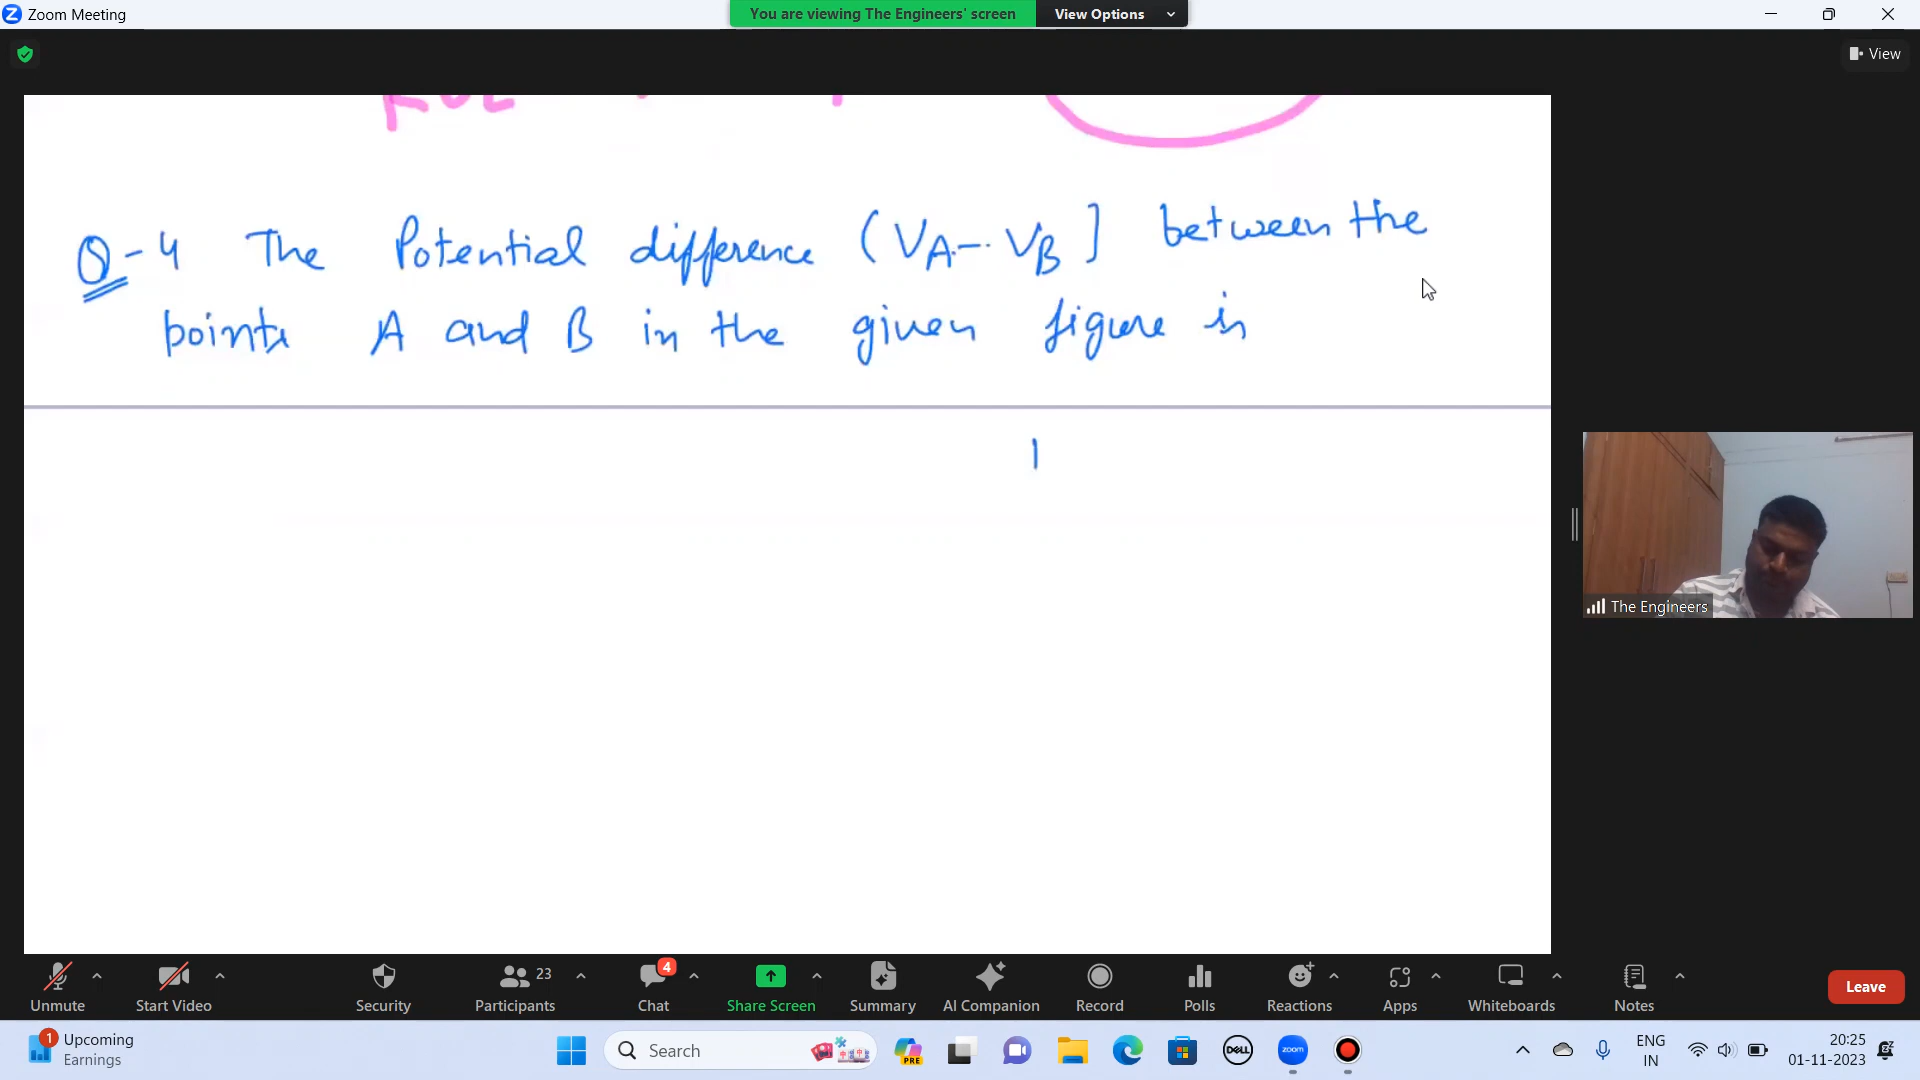 Zoom Meeting
You are viewing The Engineers' screen
View Options
View
Q-4 The Potential difference (VA - VB] between the
points A and B in the given figure is
The Engineers
Unmute
Start Video
Security
Participants 23
Chat 4
Share Screen
Summary
AI Companion
Record
Polls
Reactions
Apps
Whiteboards
Notes
Leave
1
Upcoming
Earnings
Search
PRE
DELL
zoom
ENG
IN
20:25
01-11-2023